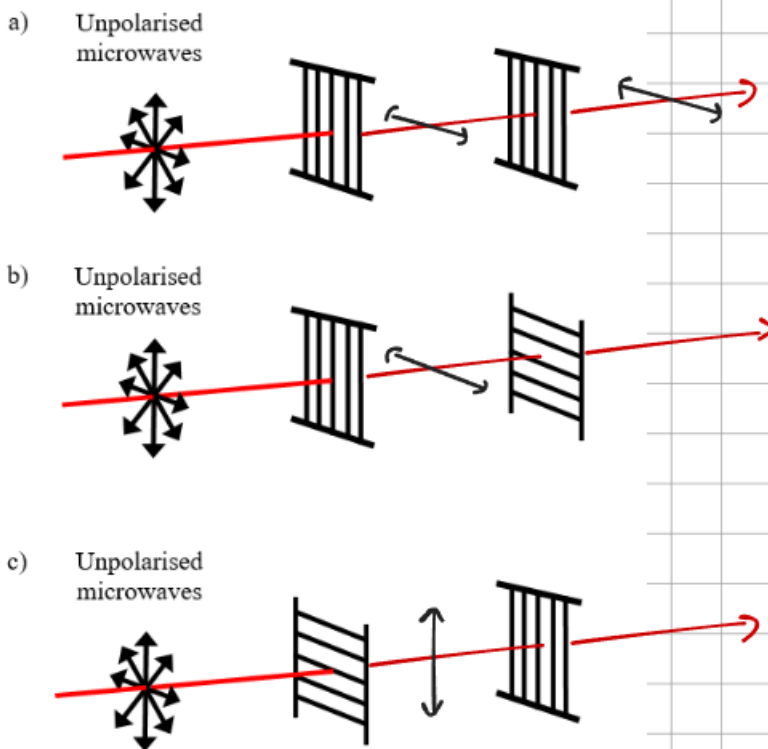 a)
Unpolarised
microwaves
b)
Unpolarised
microwaves
c)
Unpolarised
microwaves